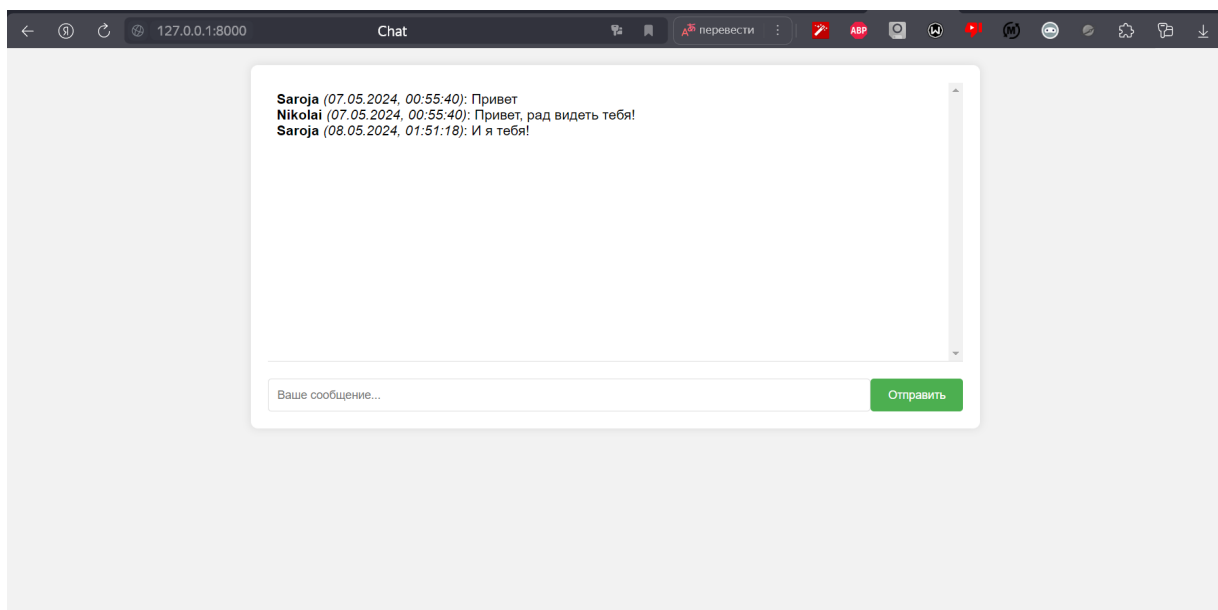 127.0.0.1:8000 Chat перевести ABP
Saroja (07.05.2024, 00:55:40): Привет
Nikolai (07.05.2024, 00:55:40): Привет, рад видеть тебя!
Saroja (08.05.2024, 01:51:18): И я тебя!
Ваше сообщение... Отправить